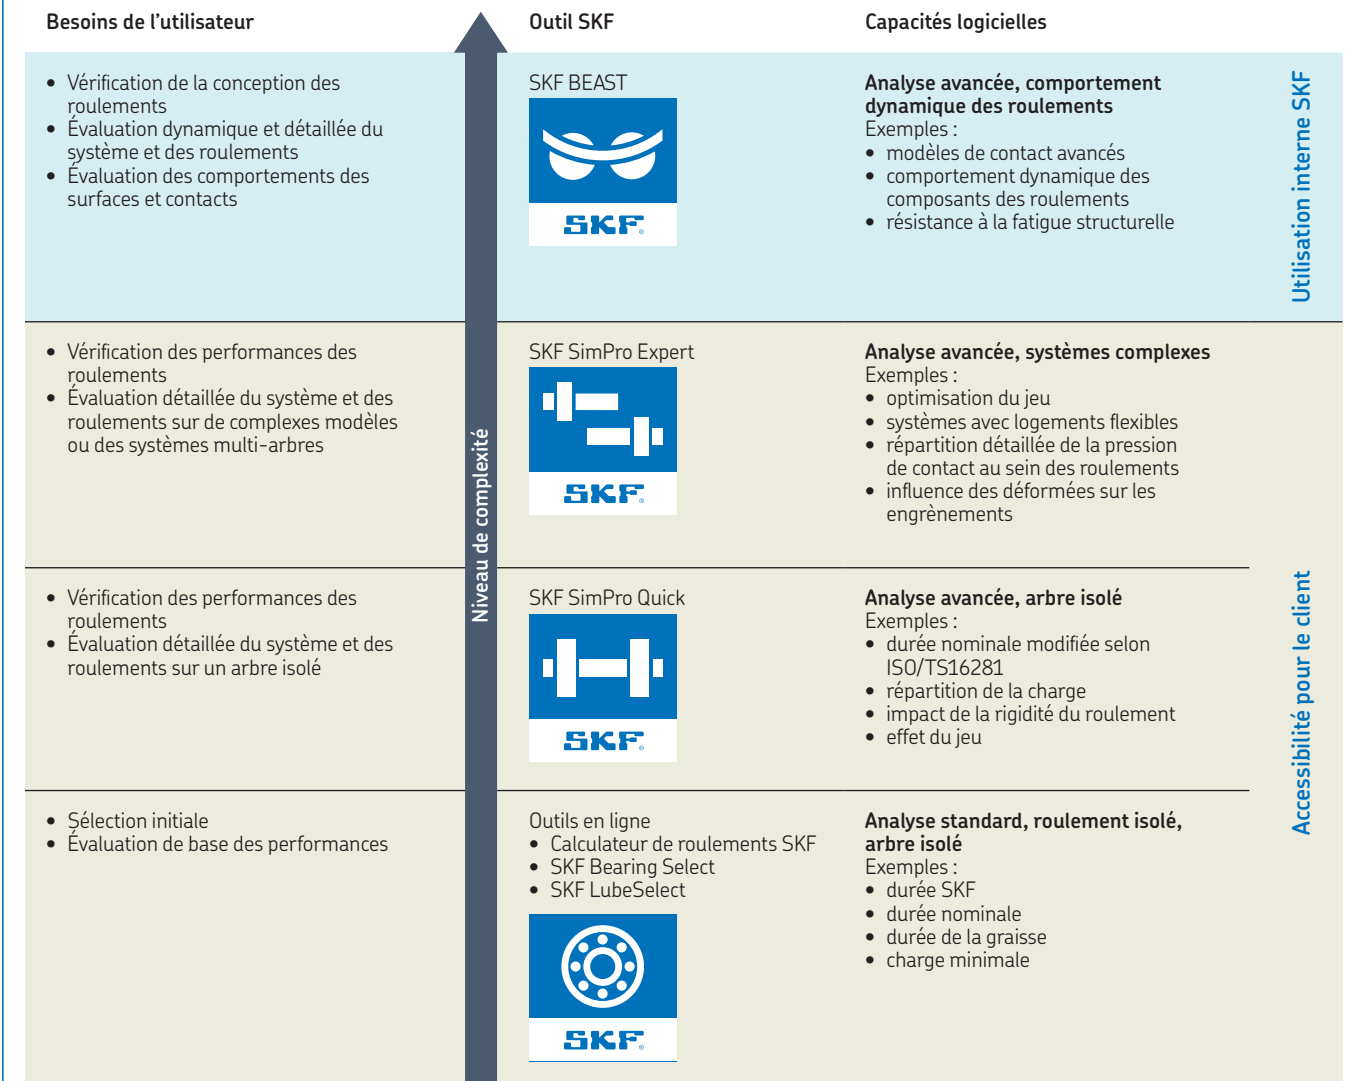 Besoins de l'utilisateur
Outil SKF
Capacités logicielles
• Vérification de la conception des
roulements
• Évaluation dynamique et détaillée du
système et des roulements
• Évaluation des comportements des
surfaces et contacts
SKF BEAST
SKF®
Analyse avancée, comportement
dynamique des roulements
Exemples :
• modèles de contact avancés
• comportement dynamique des
composants des roulements
• résistance à la fatigue structurelle
Utilisation interne SKF
Niveau de complexité
• Vérification des performances des
roulements
• Évaluation détaillée du système et des
roulements sur de complexes modèles
ou des systèmes multi-arbres
SKF SimPro Expert
SKF®
Analyse avancée, systèmes complexes
Exemples :
• optimisation du jeu
• systèmes avec logements flexibles
• répartition détaillée de la pression
de contact au sein des roulements
• influence des déformées sur les
engrènements
• Vérification des performances des
roulements
• Évaluation détaillée du système et des
roulements sur un arbre isolé
SKF SimPro Quick
SKF®
Analyse avancée, arbre isolé
Exemples :
• durée nominale modifiée selon
ISO/TS16281
• répartition de la charge
• impact de la rigidité du roulement
• effet du jeu
Accessibilité pour le client
• Sélection initiale
• Évaluation de base des performances
Outils en ligne
• Calculateur de roulements SKF
• SKF Bearing Select
• SKF LubeSelect
SKF®
Analyse standard, roulement isolé,
arbre isolé
Exemples :
• durée SKF
• durée nominale
• durée de la graisse
• charge minimale